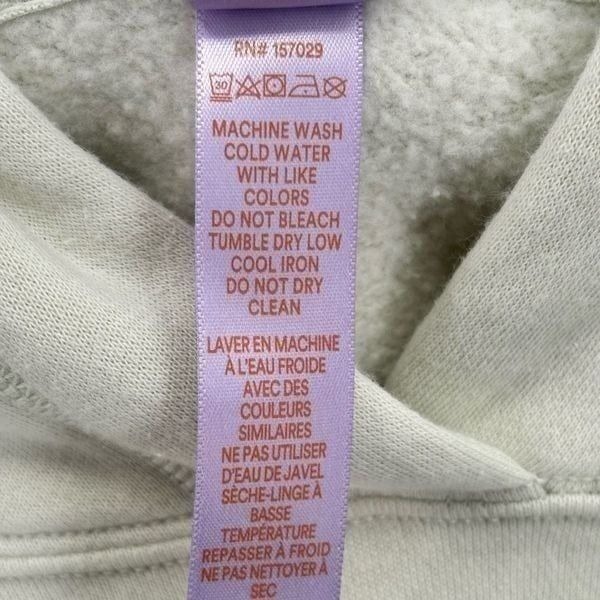 RN# 157029
30
MACHINE WASH
COLD WATER
WITH LIKE
COLORS
DO NOT BLEACH
TUMBLE DRY LOW
COOL IRON
DO NOT DRY
CLEAN
LAVER EN MACHINE
À L'EAU FROIDE
AVEC DES
COULEURS
SIMILAIRES
NE PAS UTILISER
D'EAU DE JAVEL
SÈCHE-LINGE À
BASSE
TEMPÉRATURE
REPASSER À FROID
NE PAS NETTOYER À
SEC